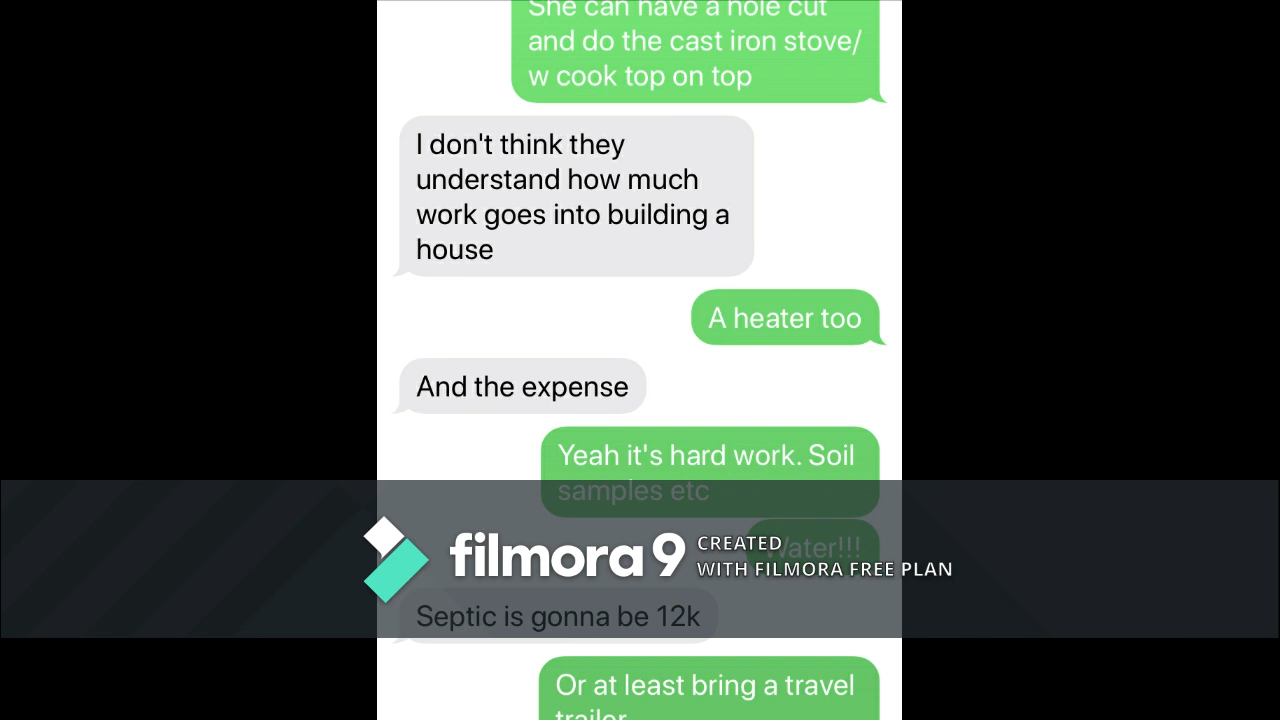 She can have a hole cut
and do the cast iron stove/
w cook top on top
I don't think they
understand how much
work goes into building a
house
A heater too
And the expense
Yeah it's hard work. Soil
samples etc
Water!!!
filmora 9 CREATED
WITH FILMORA FREE PLAN
Septic is gonna be 12k
Or at least bring a travel
trailer